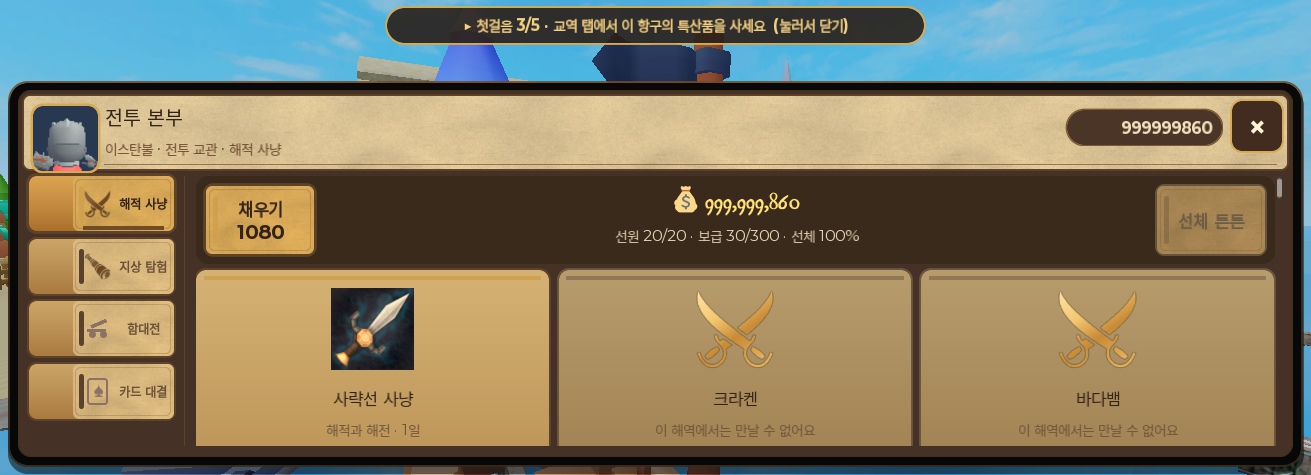 ▸ 첫걸음 3/5 · 교역 탭에서 이 항구의 특산품을 사세요 (눌러서 닫기)
전투 본부
이스탄불 · 전투 교관 · 해적 사냥
999999860
×
해적 사냥
지상 탐험
함대전
카드 대결
채우기
1080
999,999,860
선원 20/20 · 보급 30/300 · 선체 100%
선체 튼튼
사략선 사냥
해적과 해전 · 1일
크라켄
이 해역에서는 만날 수 없어요
바다뱀
이 해역에서는 만날 수 없어요